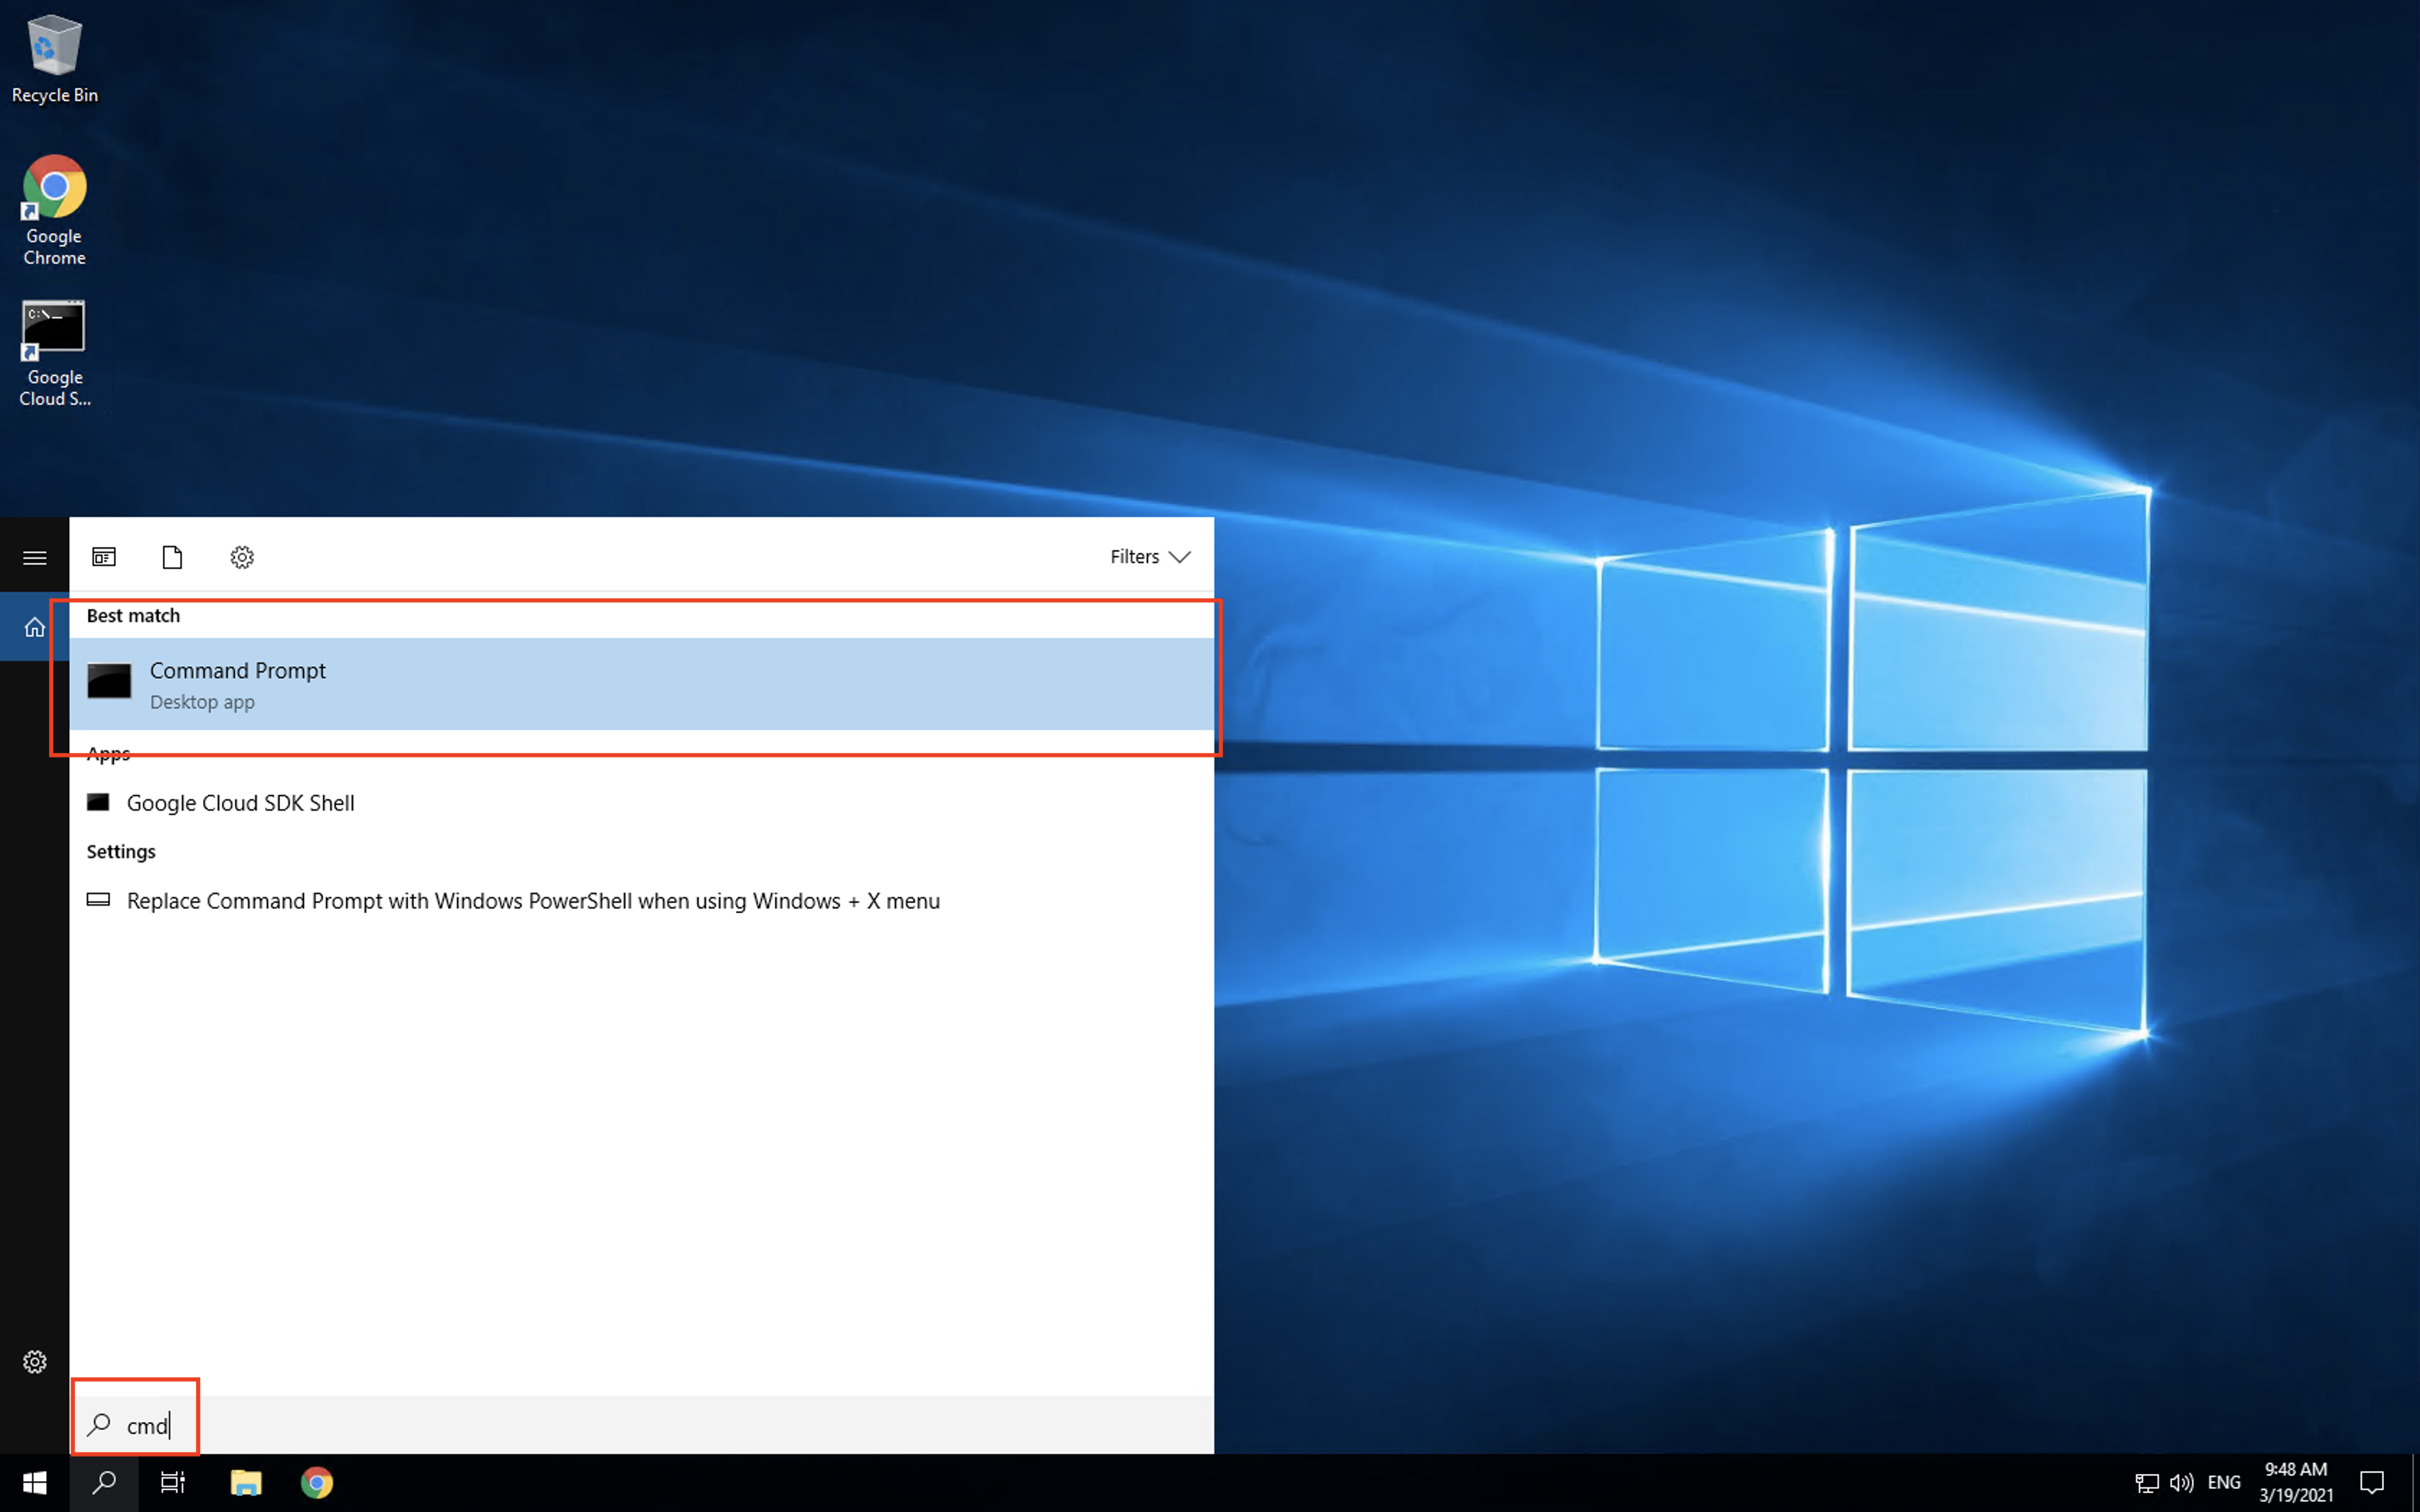 Recycle Bin
Google
Chrome
C:\_
Google
Cloud S...
Filters
Best match
Command Prompt
Desktop app
Apps
Google Cloud SDK Shell
Settings
Replace Command Prompt with Windows PowerShell when using Windows + X menu
cmd
ENG
9:48 AM
3/19/2021